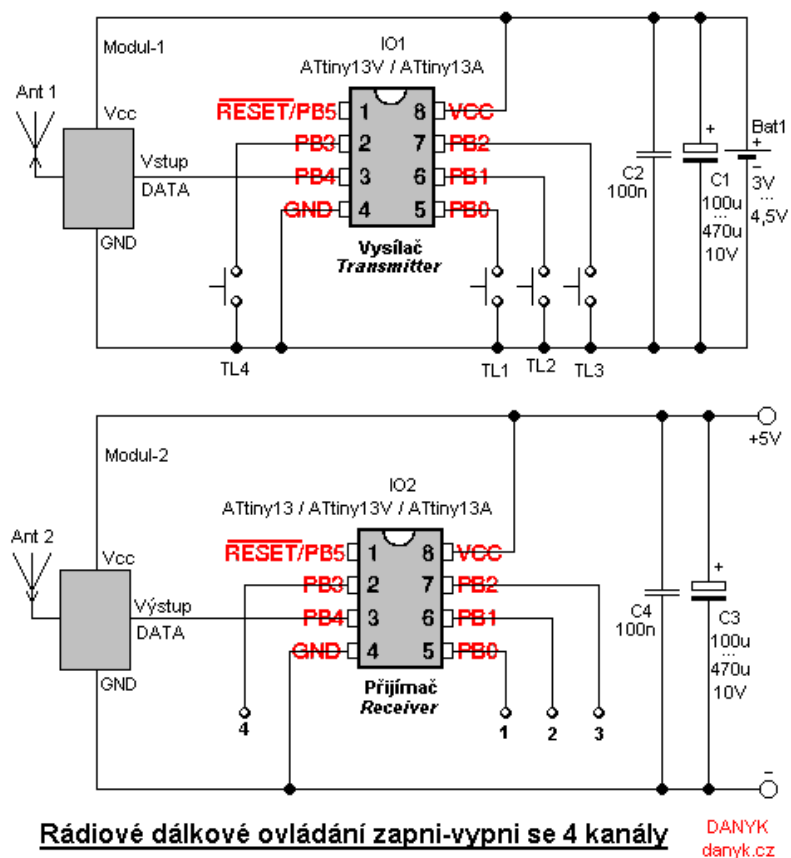 Modul-1
IO1
ATtiny13V / ATtiny13A
Ant 1
Vcc
Vstup
DATA
GND
RESET/PB5 1 8 VCC
PB3 2 7 PB2
PB4 3 6 PB1
GND 4 5 PB0
Vysílač
Transmitter
C2
100n
+
C1
100u
...
470u
10V
Bat1
+
–
3V
...
4,5V
TL4
TL1
TL2
TL3
Modul-2
IO2
ATtiny13 / ATtiny13V / ATtiny13A
Ant 2
Vcc
Výstup
DATA
GND
RESET/PB5 1 8 VCC
PB3 2 7 PB2
PB4 3 6 PB1
GND 4 5 PB0
Přijímač
Receiver
4
1
2
3
C4
100n
+
C3
100u
...
470u
10V
+5V
–
Rádiové dálkové ovládání zapni-vypni se 4 kanály
DANYK
danyk.cz